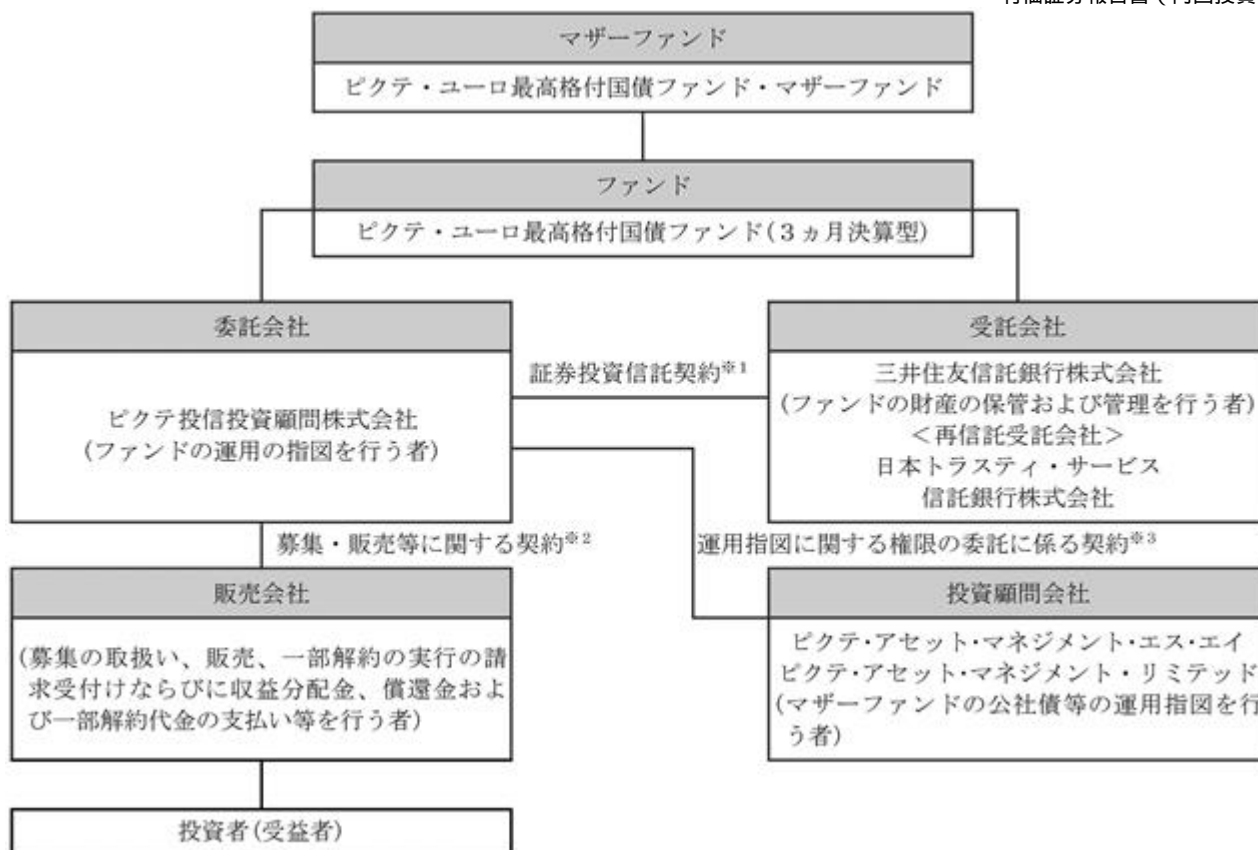 マザーファンド
ピクテ・ユーロ最高格付国債ファンド・マザーファンド
ファンド
ピクテ・ユーロ最高格付国債ファンド(3ヵ月決算型)
委託会社
ピクテ投信投資顧問株式会社
(ファンドの運用の指図を行う者)
証券投資信託契約※1
受託会社
三井住友信託銀行株式会社
(ファンドの財産の保管および管理を行う者)
<再信託受託会社>
日本トラスティ・サービス
信託銀行株式会社
募集・販売等に関する契約※2
運用指図に関する権限の委託に係る契約※3
販売会社
(募集の取扱い、販売、一部解約の実行の請
求受付けならびに収益分配金、償還金およ
び一部解約代金の支払い等を行う者)
投資顧問会社
ピクテ・アセット・マネジメント・エス・エイ
ピクテ・アセット・マネジメント・リミテッド
(マザーファンドの公社債等の運用指図を行
う者)
投資者(受益者)